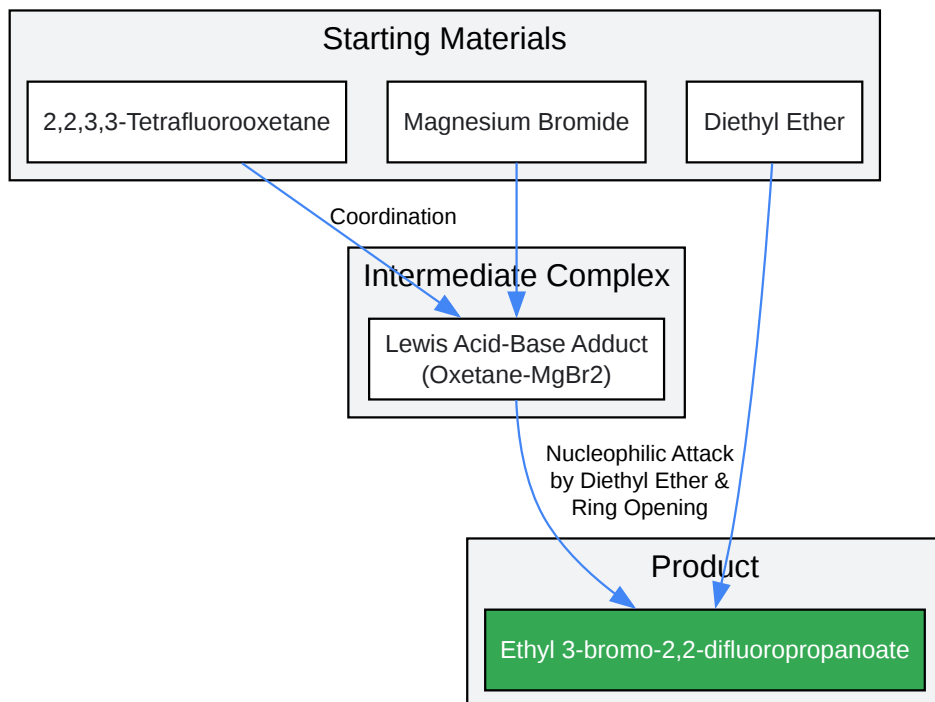 Starting Materials
2,2,3,3-Tetrafluorooxetane
Magnesium Bromide
Diethyl Ether
Coordination
Intermediate Complex
Lewis Acid-Base Adduct
(Oxetane-MgBr2)
Nucleophilic Attack
by Diethyl Ether &
Ring Opening
Product
Ethyl 3-bromo-2,2-difluoropropanoate